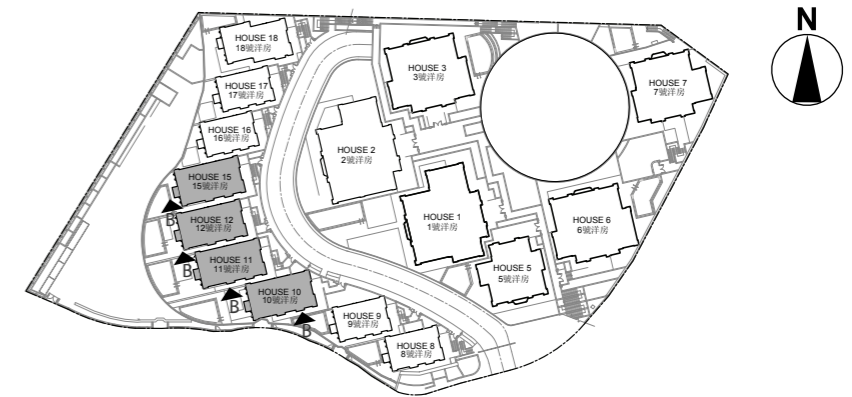 N
HOUSE 18
18號洋房
HOUSE 3
3號洋房
HOUSE 7
7號洋房
HOUSE 17
17號洋房
HOUSE 16
16號洋房
HOUSE 2
2號洋房
HOUSE 15
15號洋房
B
HOUSE 12
12號洋房
HOUSE 1
1號洋房
HOUSE 6
6號洋房
B
HOUSE 11
11號洋房
HOUSE 5
5號洋房
B
HOUSE 10
10號洋房
B
HOUSE 9
9號洋房
HOUSE 8
8號洋房